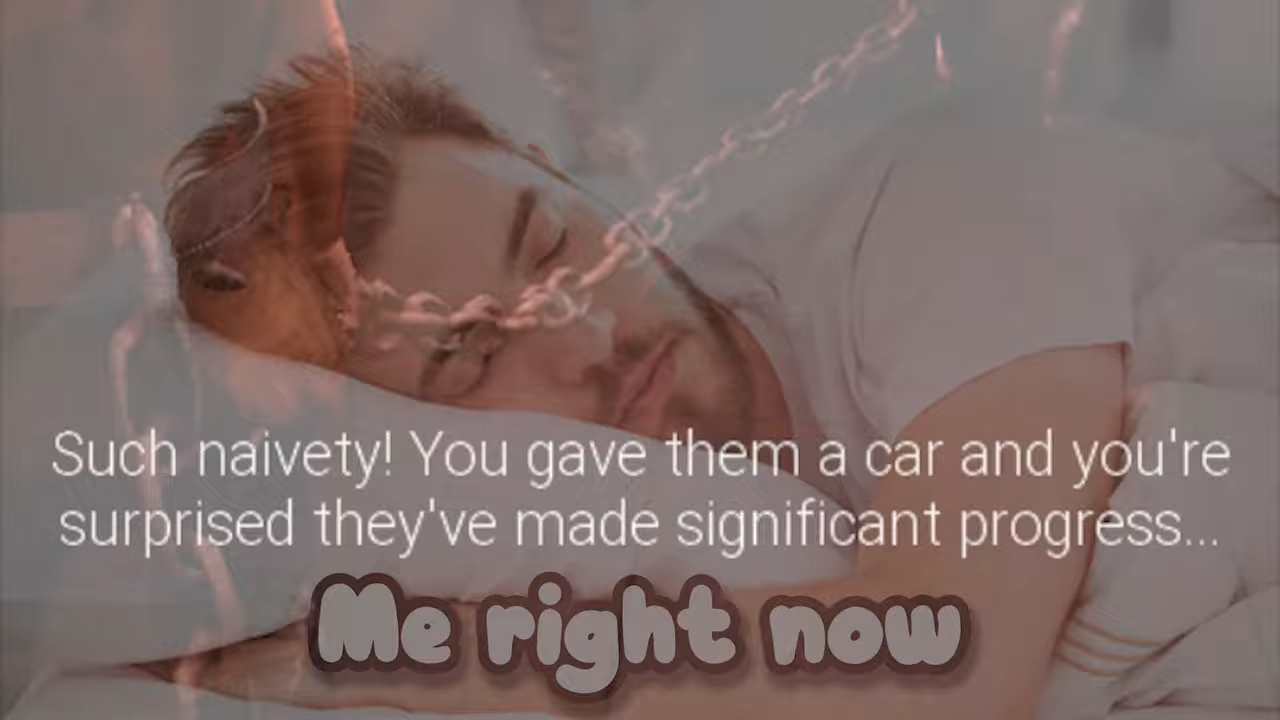 Such naivety! You gave them a car and you're
surprised they've made significant progress...
Me right now